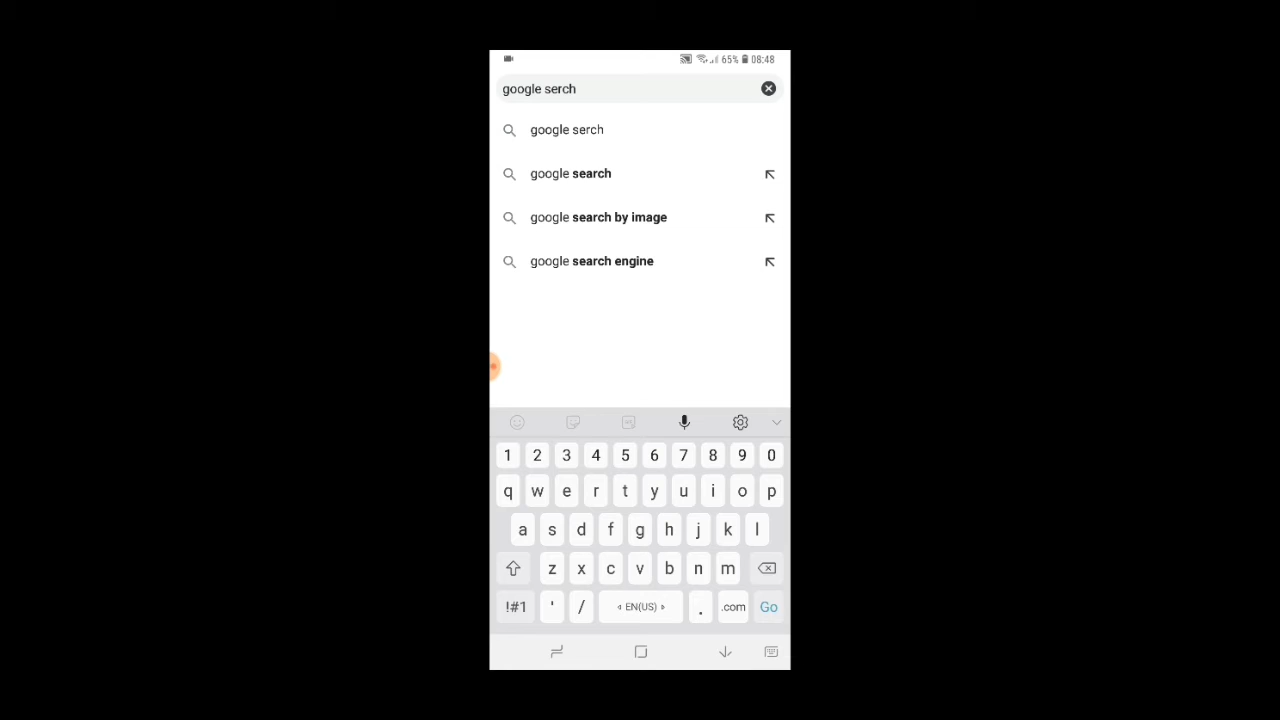 65% 08:48
google serch
google serch
google search
google search by image
google search engine
1 2 3 4 5 6 7 8 9 0
q w e r t y u i o p
a s d f g h j k l
z x c v b n m
!#1 ' / EN(US) . .com Go